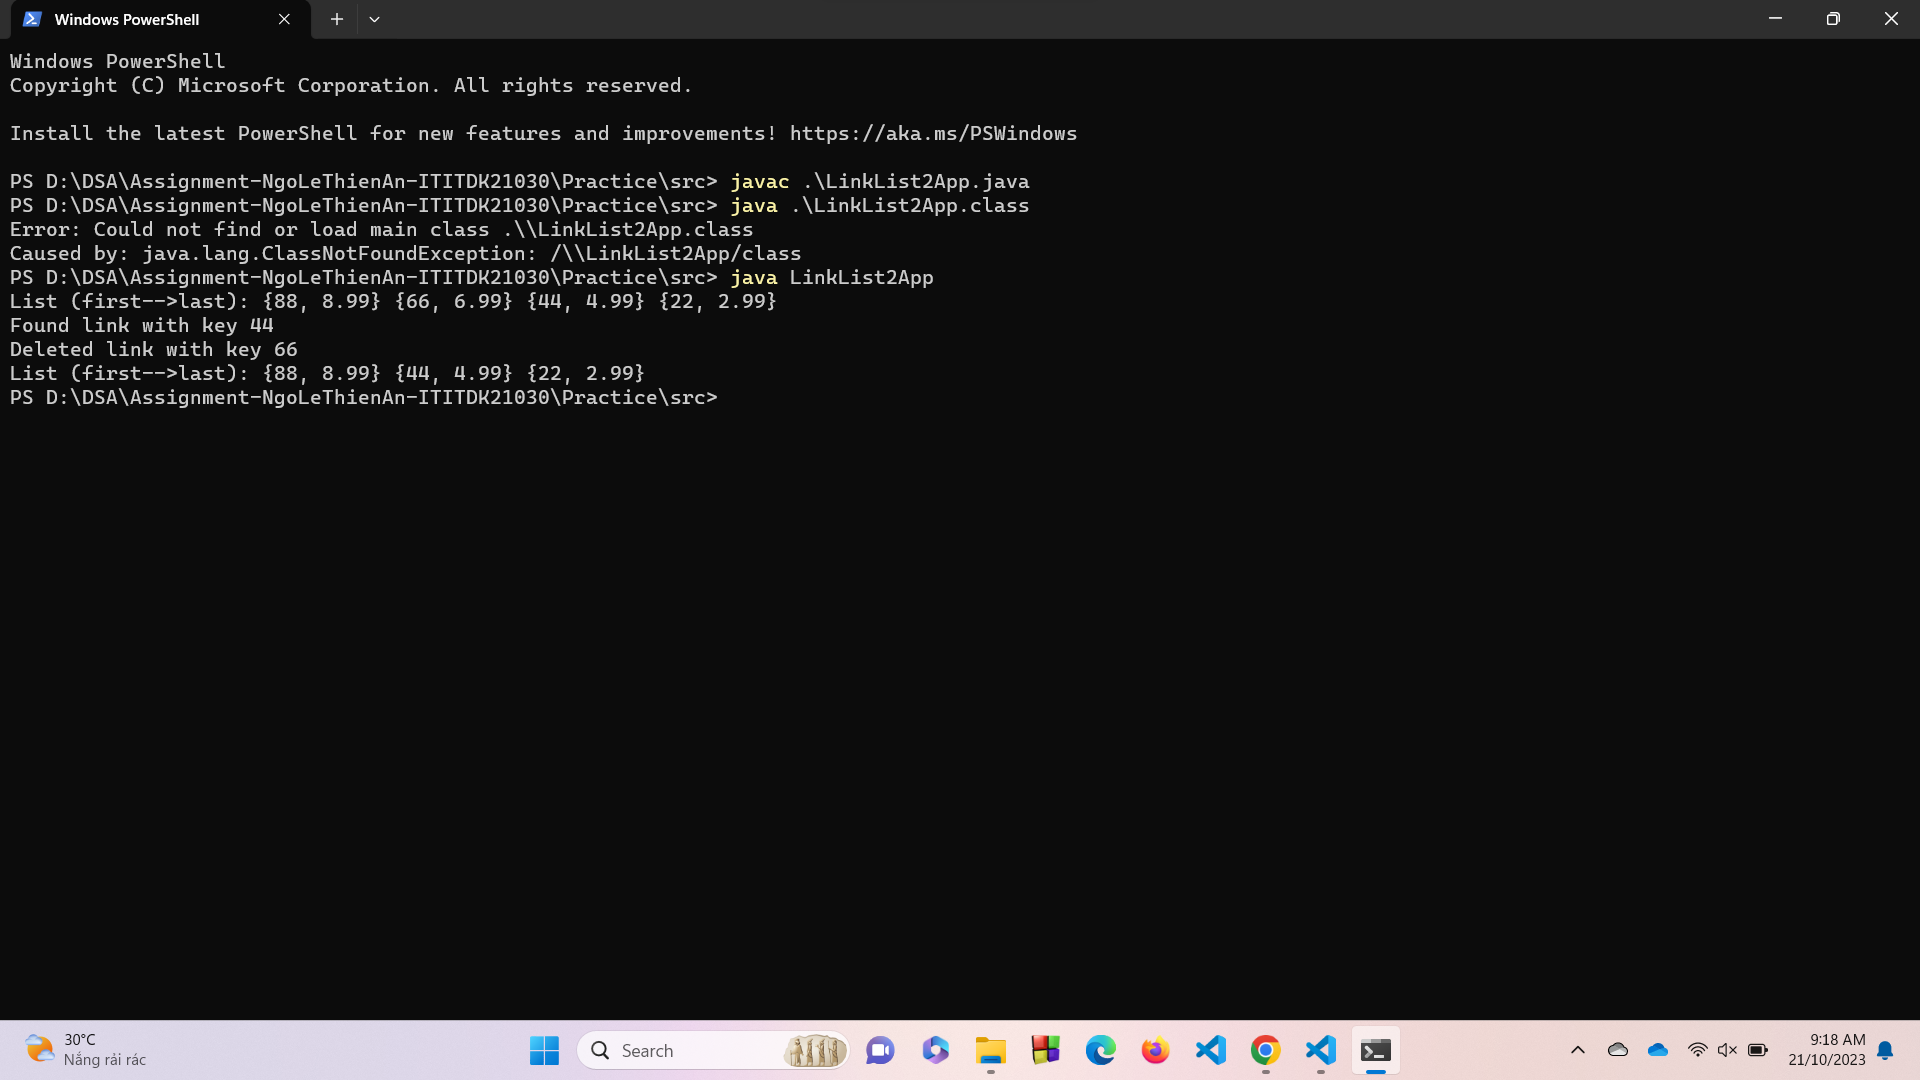 Windows PowerShell
Windows PowerShell
Copyright (C) Microsoft Corporation. All rights reserved.
Install the latest PowerShell for new features and improvements! https://aka.ms/PSWindows
PS D:\DSA\Assignment-NgoLeThienAn-ITITDK21030\Practice\src> javac .\LinkList2App.java
PS D:\DSA\Assignment-NgoLeThienAn-ITITDK21030\Practice\src> java .\LinkList2App.class
Error: Could not find or load main class .\\LinkList2App.class
Caused by: java.lang.ClassNotFoundException: /\\LinkList2App/class
PS D:\DSA\Assignment-NgoLeThienAn-ITITDK21030\Practice\src> java LinkList2App
List (first-->last): {88, 8.99} {66, 6.99} {44, 4.99} {22, 2.99}
Found link with key 44
Deleted link with key 66
List (first-->last): {88, 8.99} {44, 4.99} {22, 2.99}
PS D:\DSA\Assignment-NgoLeThienAn-ITITDK21030\Practice\src>
30°C
Nắng rải rác
Search
9:18 AM
21/10/2023